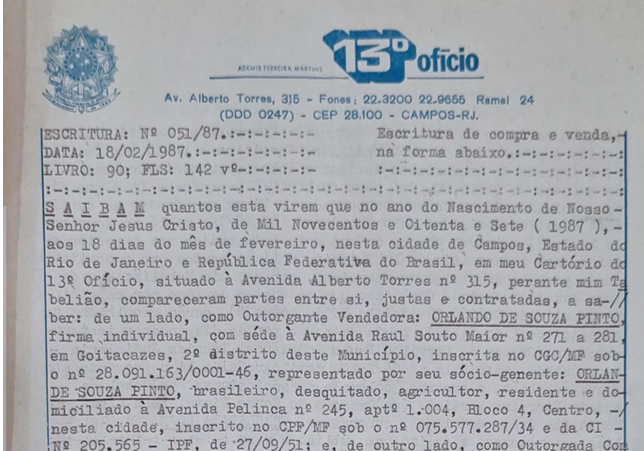 ADEMIR FERREIRA MARTINS
13º ofício
Av. Alberto Torres, 315 - Fones: 22.3200 22.9655 Ramal 24
(DDD 0247) - CEP 28.100 - CAMPOS-RJ.
ESCRITURA: Nº 051/87.:-:-:-:-:- Escritura de compra e venda,-
DATA: 18/02/1987.:-:-:-:-:-:- na forma abaixo.:-:-:-:-:-:-
LIVRO: 90; FLS: 142 vº-:-:-:-:- :-:-:-:-:-:-:-:-:-:-:-:-:-
:-:-:-:-:-:-:-:-:-:-:-:-:-:-:-:-:-:-:-:-:-:-:-:-:-:-:-:-:-:
S A I B A M quantos esta virem que no ano do Nascimento de Nosso-
Senhor Jesus Cristo, de Mil Novecentos e Oitenta e Sete ( 1987 ),-
aos 18 dias do mês de fevereiro, nesta cidade de Campos, Estado do
Rio de Janeiro e República Federativa do Brasil, em meu Cartório do
13º Ofício, situado à Avenida Alberto Torres nº 315, perante mim Ta
belião, compareceram partes entre si, justas e contratadas, a sa-//
ber: de um lado, como Outorgante Vendedora: ORLANDO DE SOUZA PINTO,
firma individual, com séde à Avenida Raul Souto Maior nº 271 a 281,
em Goitacazes, 2º distrito deste Município, inscrita no CGC/MF sob-
o nº 28.091.163/0001-46, representado por seu sócio-genente: ORLAN-
DE SOUZA PINTO, brasileiro, desquitado, agricultor, residente e do-
miciliado à Avenida Pelinca nº 245, aptº 1.004, Bloco 4, Centro, -/
nesta cidade, inscrito no CPF/MF sob o nº 075.577.287/34 e da CI -
Nº 205.565 - IPF, de 27/09/51; e, de outro lado, como Outorgada Com